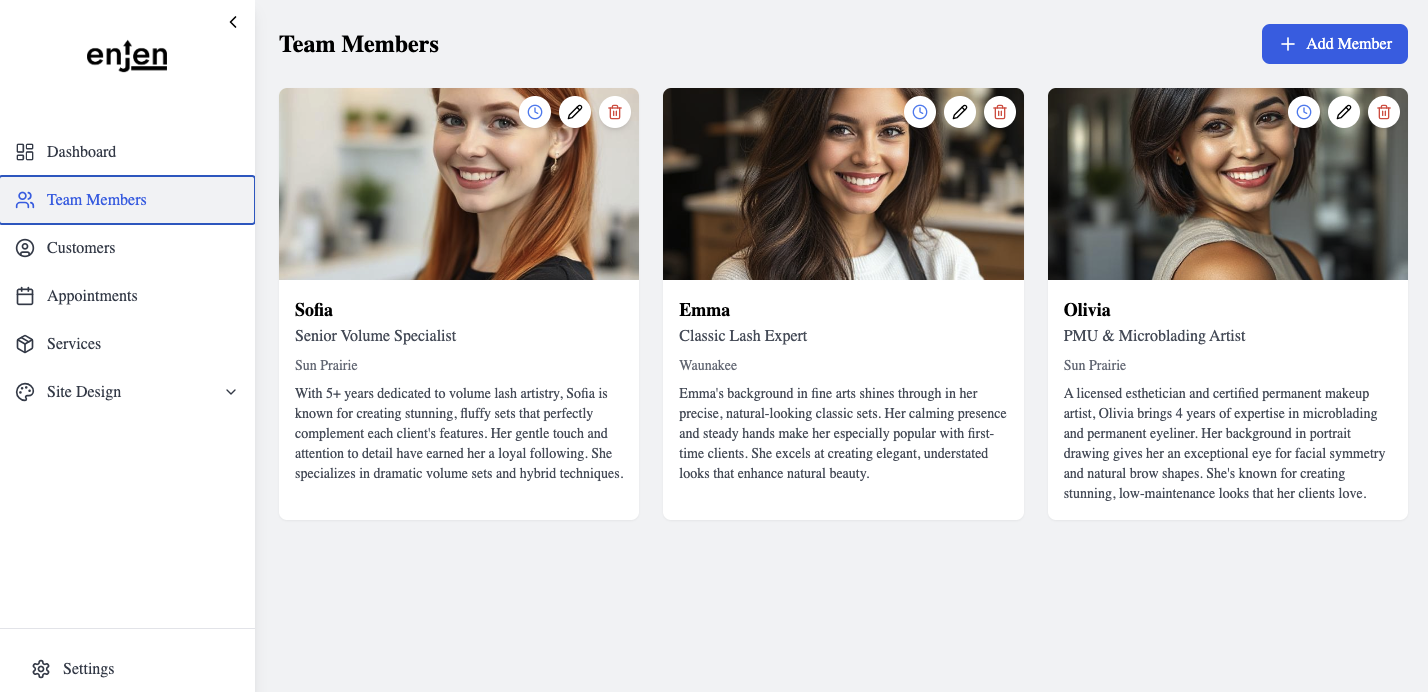 enjen
Team Members
Add Member
Dashboard
Team Members
Customers
Appointments
Services
Site Design
Settings
Sofia
Senior Volume Specialist
Sun Prairie
With 5+ years dedicated to volume lash artistry, Sofia is
known for creating stunning, fluffy sets that perfectly
complement each client's features. Her gentle touch and
attention to detail have earned her a loyal following. She
specializes in dramatic volume sets and hybrid techniques.
Emma
Classic Lash Expert
Waunakee
Emma's background in fine arts shines through in her
precise, natural-looking classic sets. Her calming presence
and steady hands make her especially popular with first-
time clients. She excels at creating elegant, understated
looks that enhance natural beauty.
Olivia
PMU & Microblading Artist
Sun Prairie
A licensed esthetician and certified permanent makeup
artist, Olivia brings 4 years of expertise in microblading
and permanent eyeliner. Her background in portrait
drawing gives her an exceptional eye for facial symmetry
and natural brow shapes. She's known for creating
stunning, low-maintenance looks that her clients love.